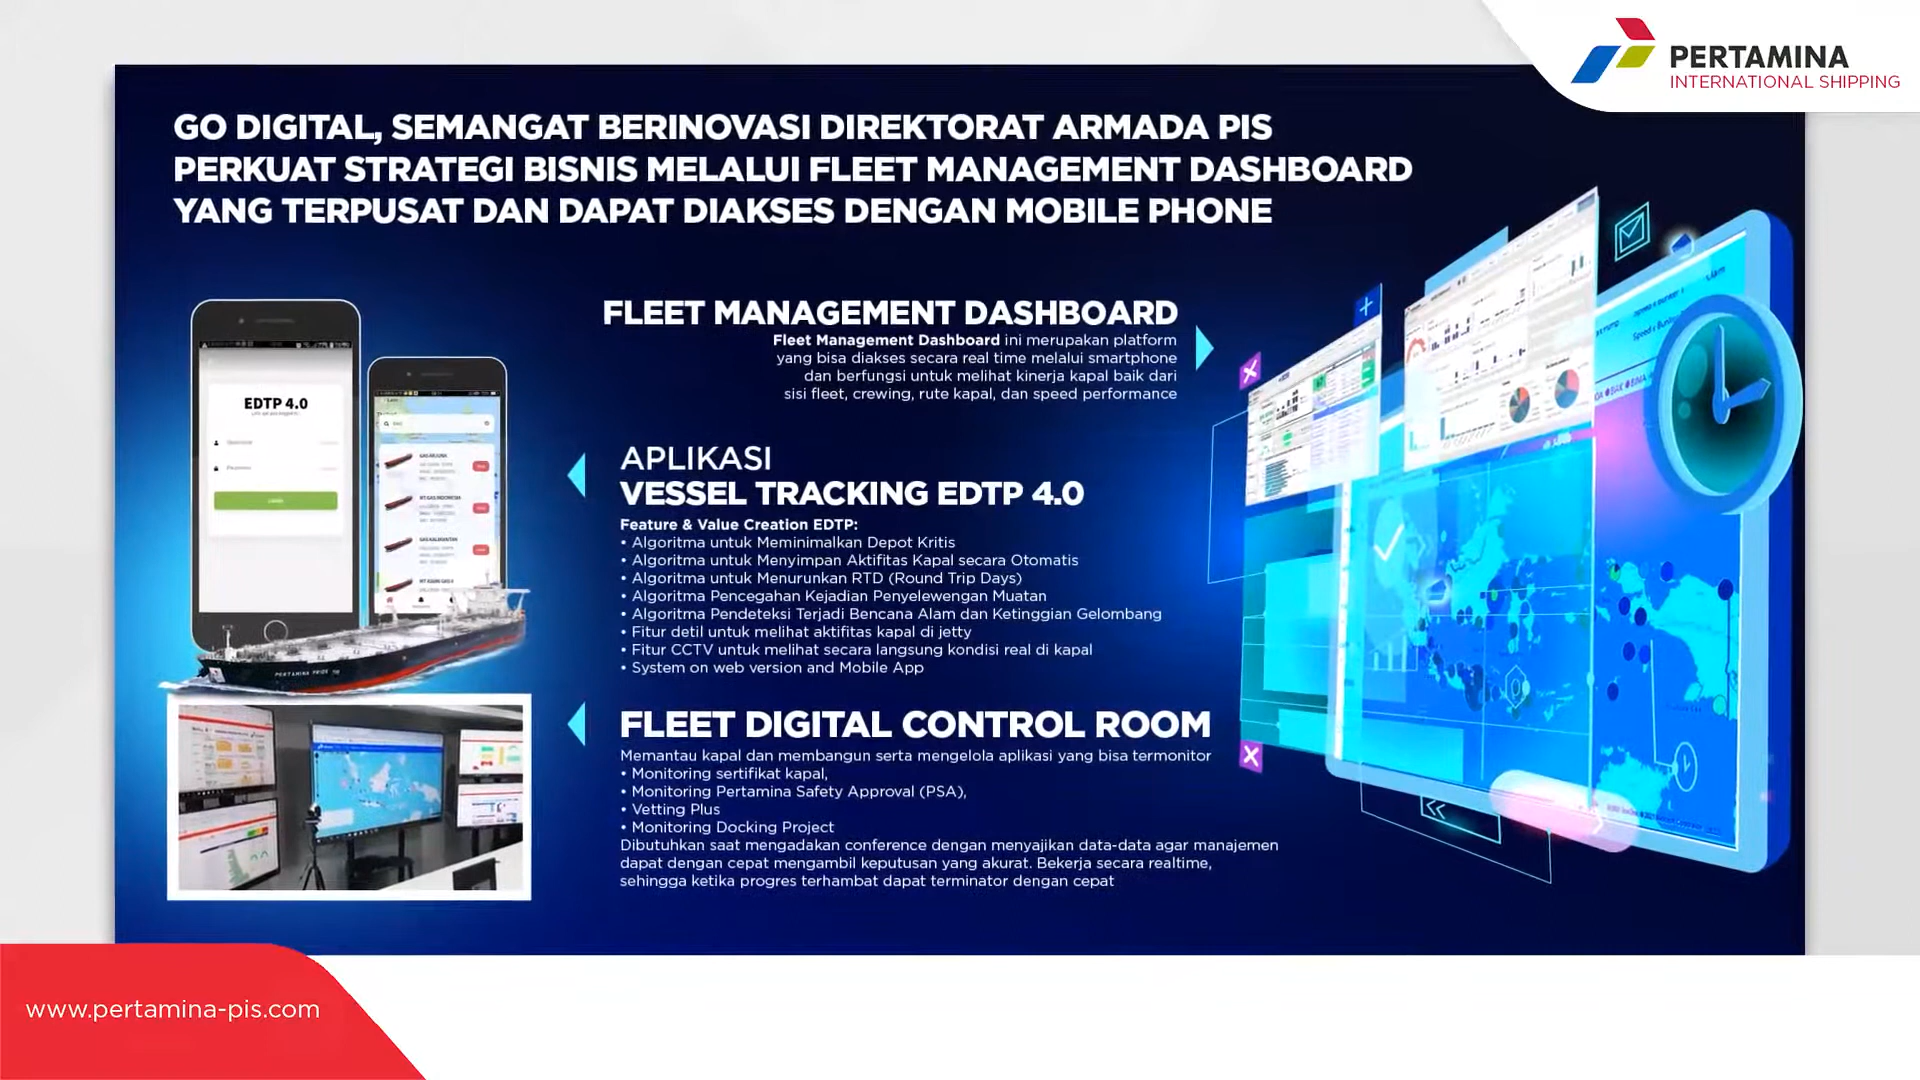 PERTAMINA
INTERNATIONAL SHIPPING
GO DIGITAL, SEMANGAT BERINOVASI DIREKTORAT ARMADA PIS
PERKUAT STRATEGI BISNIS MELALUI FLEET MANAGEMENT DASHBOARD
YANG TERPUSAT DAN DAPAT DIAKSES DENGAN MOBILE PHONE
FLEET MANAGEMENT DASHBOARD
Fleet Management Dashboard ini merupakan platform
yang bisa diakses secara real time melalui smartphone
dan berfungsi untuk melihat kinerja kapal baik dari
sisi fleet, crewing, rute kapal, dan speed performance
EDTP 4.0
GAS ARJUNA
MT.GAS INDONESIA
GAS KALIMANTAN
APLIKASI
VESSEL TRACKING EDTP 4.0
Feature & Value Creation EDTP:
• Algoritma untuk Meminimalkan Depot Kritis
• Algoritma untuk Menyimpan Aktifitas Kapal secara Otomatis
• Algoritma untuk Menurunkan RTD (Round Trip Days)
• Algoritma Pencegahan Kejadian Penyelewengan Muatan
• Algoritma Pendeteksi Terjadi Bencana Alam dan Ketinggian Gelombang
• Fitur detil untuk melihat aktifitas kapal di jetty
• Fitur CCTV untuk melihat secara langsung kondisi real di kapal
• System on web version and Mobile App
FLEET DIGITAL CONTROL ROOM
Memantau kapal dan membangun serta mengelola aplikasi yang bisa termonitor
• Monitoring sertifikat kapal,
• Monitoring Pertamina Safety Approval (PSA),
• Vetting Plus
• Monitoring Docking Project
Dibutuhkan saat mengadakan conference dengan menyajikan data-data agar manajemen
dapat dengan cepat mengambil keputusan yang akurat. Bekerja secara realtime,
sehingga ketika progres terhambat dapat terminator dengan cepat
www.pertamina-pis.com